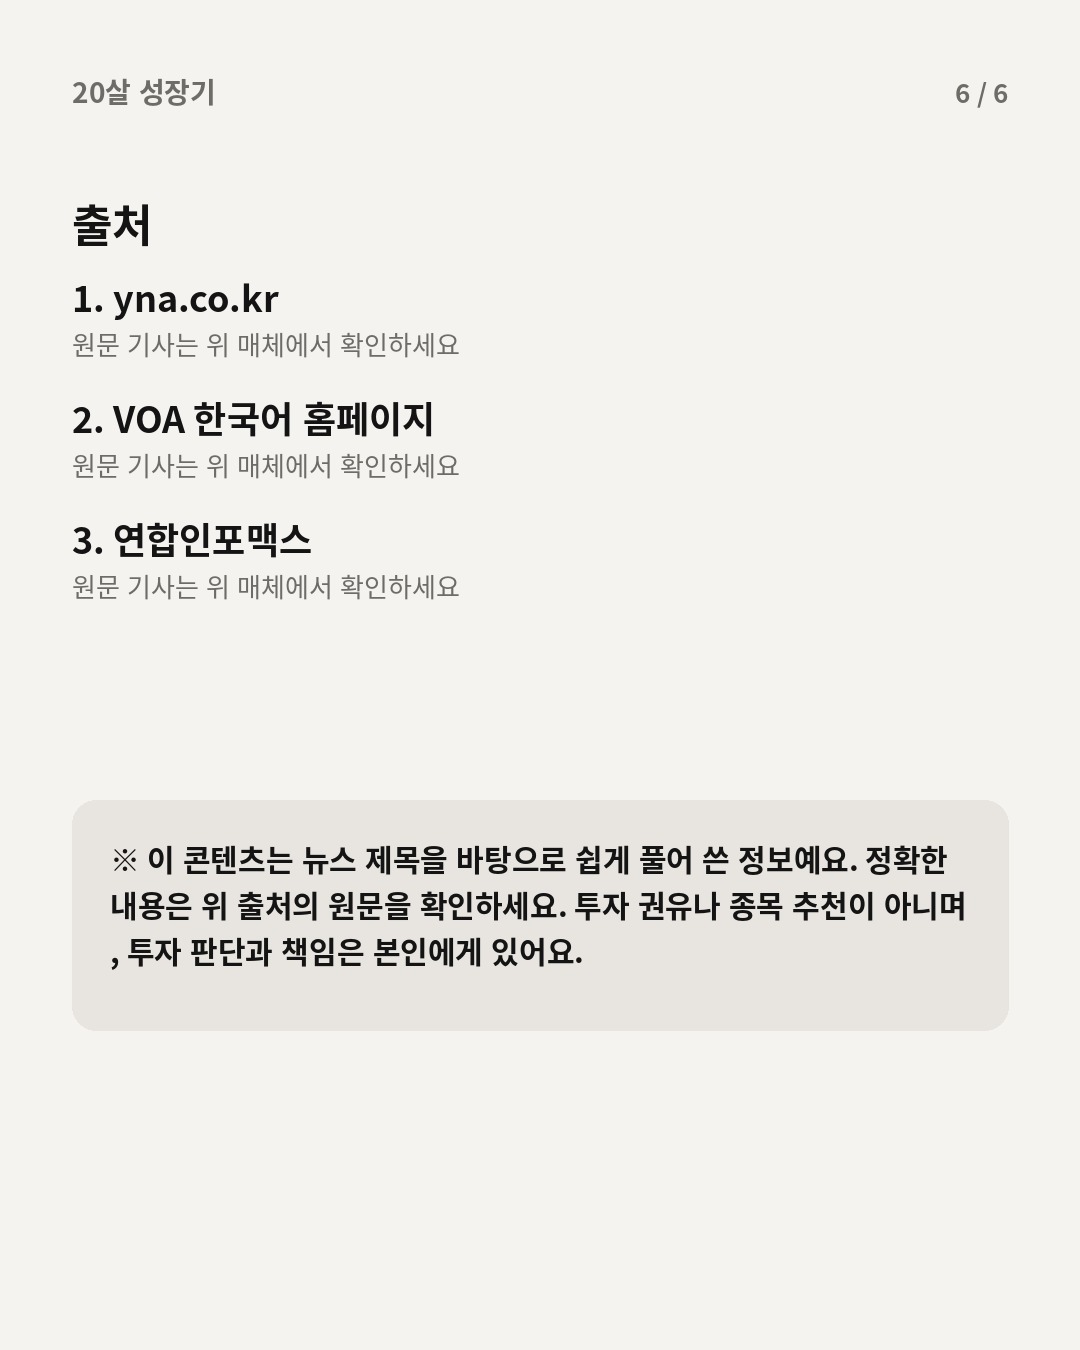 20살 성장기
6 / 6
출처
1. yna.co.kr
원문 기사는 위 매체에서 확인하세요
2. VOA 한국어 홈페이지
원문 기사는 위 매체에서 확인하세요
3. 연합인포맥스
원문 기사는 위 매체에서 확인하세요
※ 이 콘텐츠는 뉴스 제목을 바탕으로 쉽게 풀어 쓴 정보예요. 정확한
내용은 위 출처의 원문을 확인하세요. 투자 권유나 종목 추천이 아니며
, 투자 판단과 책임은 본인에게 있어요.